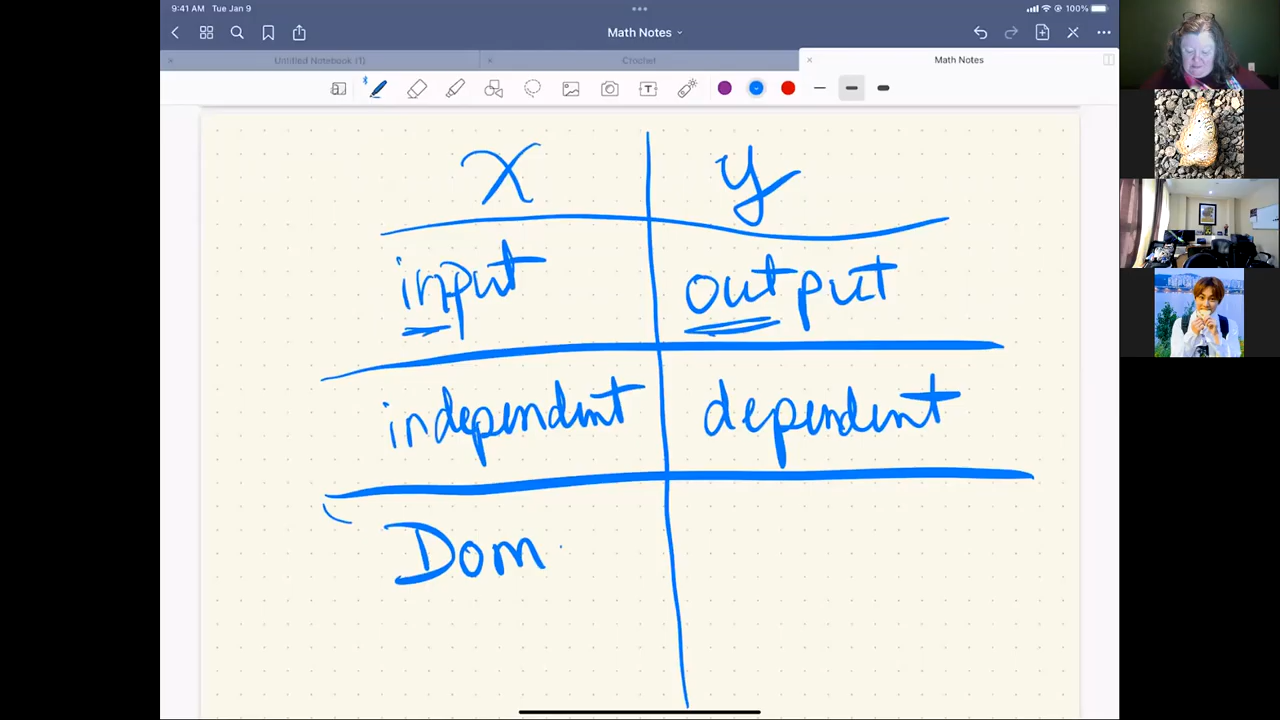 9:41 AM Tue Jan 9
100%
Math Notes
Untitled Notebook (1)
Crochet
Math Notes
T
x y
input output
independent dependent
Dom